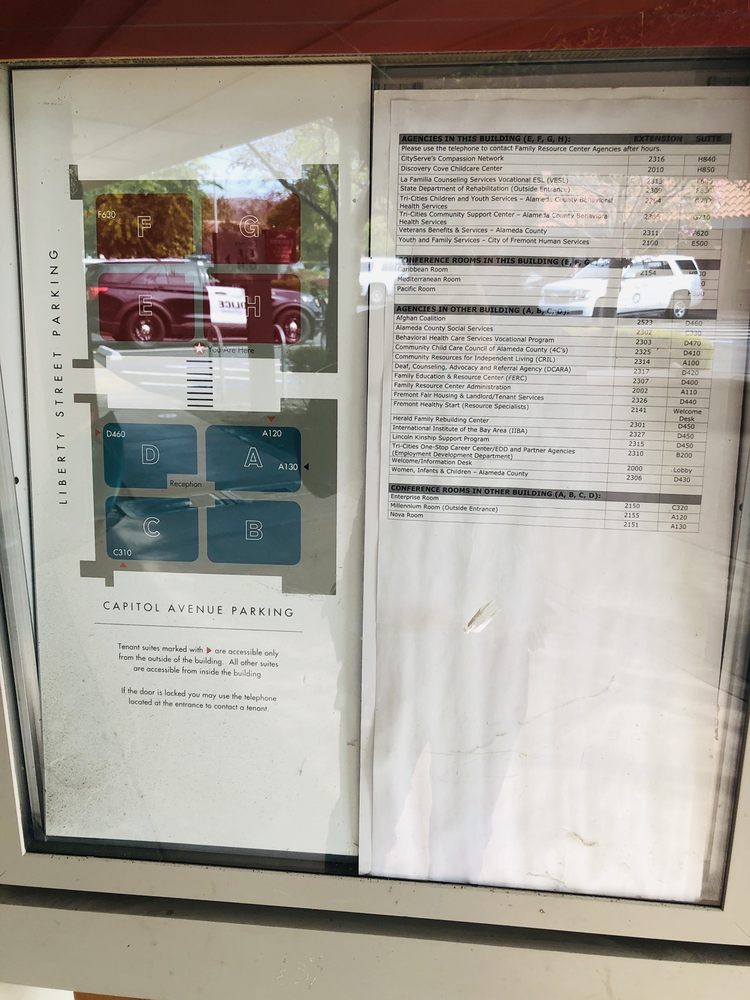 LIBERTY STREET PARKING
F630
F
G
E
H
You Are Here
D460
A120
D
A
A130
Reception
C
B
C310
CAPITOL AVENUE PARKING
Tenant suites marked with are accessible only
from the outside of the building. All other suites
are accessible from inside the building.
If the door is locked you may use the telephone
located at the entrance to contact a tenant.
POLICE
AGENCIES IN THIS BUILDING (E, F, G, H): EXTENSION SUITE
Please use the telephone to contact Family Resource Center Agencies after hours.
CityServe's Compassion Network 2316 H840
Discovery Cove Childcare Center 2010 H850
La Familia Counseling Services Vocational ESL (VESL)
State Department of Rehabilitation (Outside Entrance) 2309
Tri-Cities Children and Youth Services – Alameda County Behavioral
Health Services
Tri-Cities Community Support Center – Alameda County Behaviora
Health Services G710
Veterans Benefits & Services – Alameda County 2311 F620
Youth and Family Services – City of Fremont Human Services 2100 E500
CONFERENCE ROOMS IN THIS BUILDING (E, F, G
Caribbean Room 2154
Mediterranean Room
Pacific Room
AGENCIES IN OTHER BUILDING (A, B, C, D):
Afghan Coalition 2523 D460
Alameda County Social Services 2302 C330
Behavioral Health Care Services Vocational Program 2303 D470
Community Child Care Council of Alameda County (4C's) 2325 D410
Community Resources for Independent Living (CRIL) 2314 A100
Deaf, Counseling, Advocacy and Referral Agency (DCARA) 2317 D420
Family Education & Resource Center (FERC) 2307 D400
Family Resource Center Administration 2002 A110
Fremont Fair Housing & Landlord/Tenant Services 2326 D440
Fremont Healthy Start (Resource Specialists) 2141 Welcome
Desk
Herald Family Rebuilding Center 2301 D450
International Institute of the Bay Area (IIBA) 2327 D450
Lincoln Kinship Support Program 2315 D450
Tri-Cities One-Stop Career Center/EDD and Partner Agencies
(Employment Development Department) 2310 B200
Welcome/Information Desk 2000 Lobby
Women, Infants & Children – Alameda County 2306 D430
CONFERENCE ROOMS IN OTHER BUILDING (A, B, C, D):
Enterprise Room 2150 C320
Millennium Room (Outside Entrance) 2155 A120
Nova Room 2151 A130